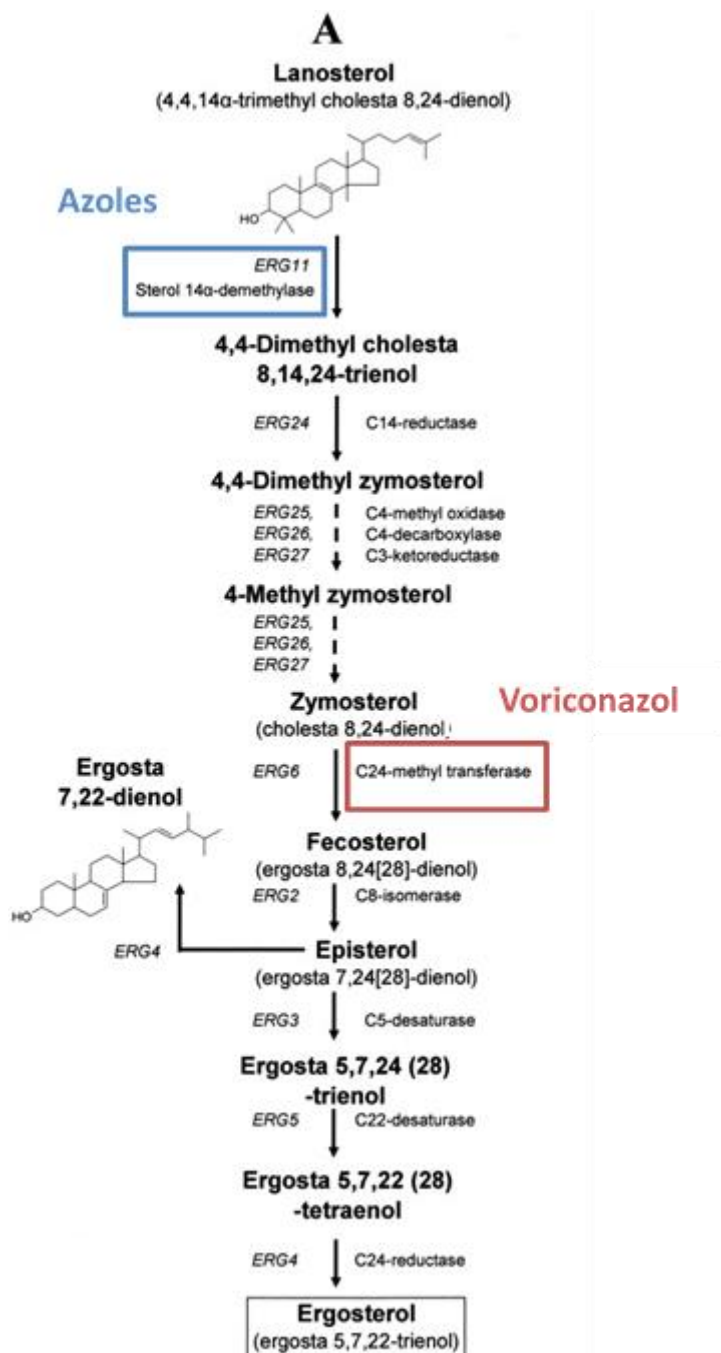 A
Lanosterol
(4,4,14α-trimethyl cholesta 8,24-dienol)
HO
Azoles
ERG11
Sterol 14α-demethylase
4,4-Dimethyl cholesta
8,14,24-trienol
ERG24 C14-reductase
4,4-Dimethyl zymosterol
ERG25, C4-methyl oxidase
ERG26, C4-decarboxylase
ERG27 C3-ketoreductase
4-Methyl zymosterol
ERG25,
ERG26,
ERG27
Zymosterol
(cholesta 8,24-dienol)
Voriconazol
ERG6 C24-methyl transferase
Ergosta
7,22-dienol
HO
Fecosterol
(ergosta 8,24[28]-dienol)
ERG2 C8-isomerase
ERG4
Episterol
(ergosta 7,24[28]-dienol)
ERG3 C5-desaturase
Ergosta 5,7,24 (28)
-trienol
ERG5 C22-desaturase
Ergosta 5,7,22 (28)
-tetraenol
ERG4 C24-reductase
Ergosterol
(ergosta 5,7,22-trienol)